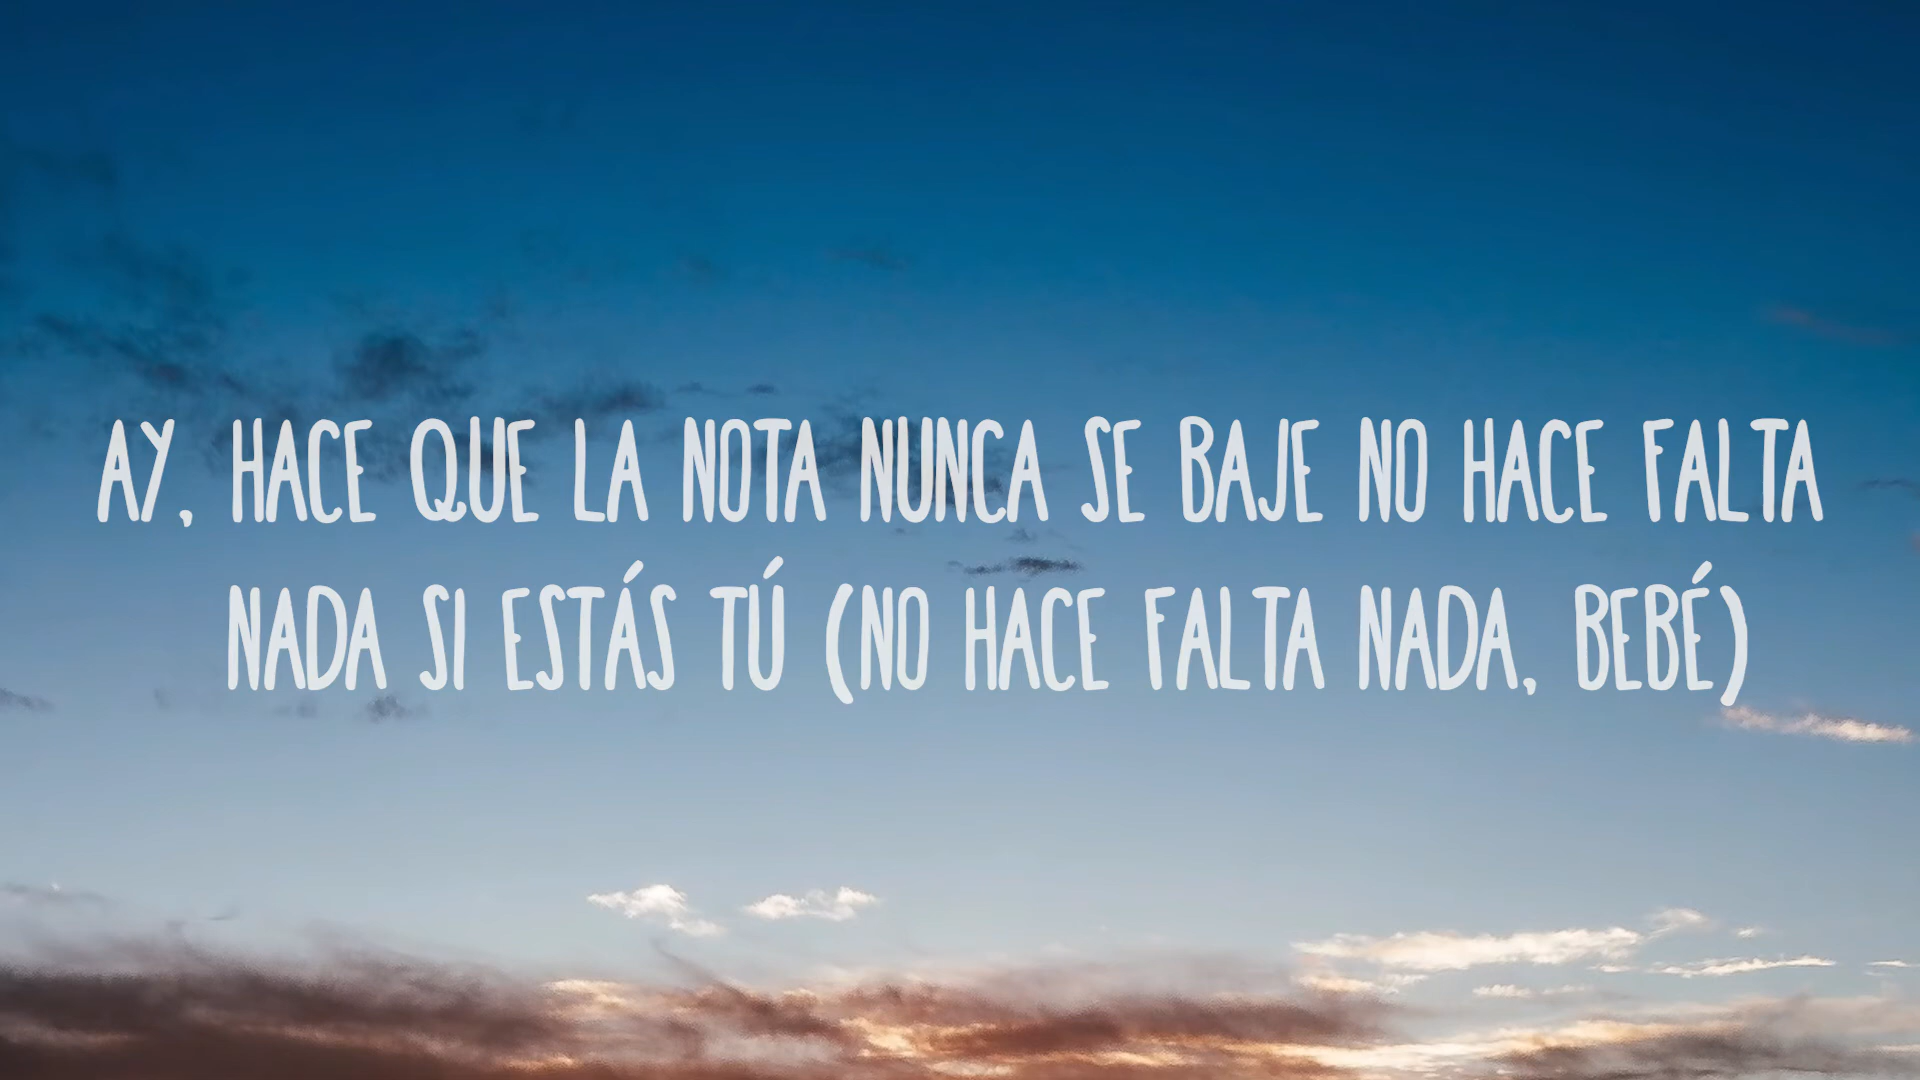 AY, HACE QUE LA NOTA NUNCA SE BAJE NO HACE FALTA
NADA SI ESTÁS TÚ (NO HACE FALTA NADA, BEBÉ)